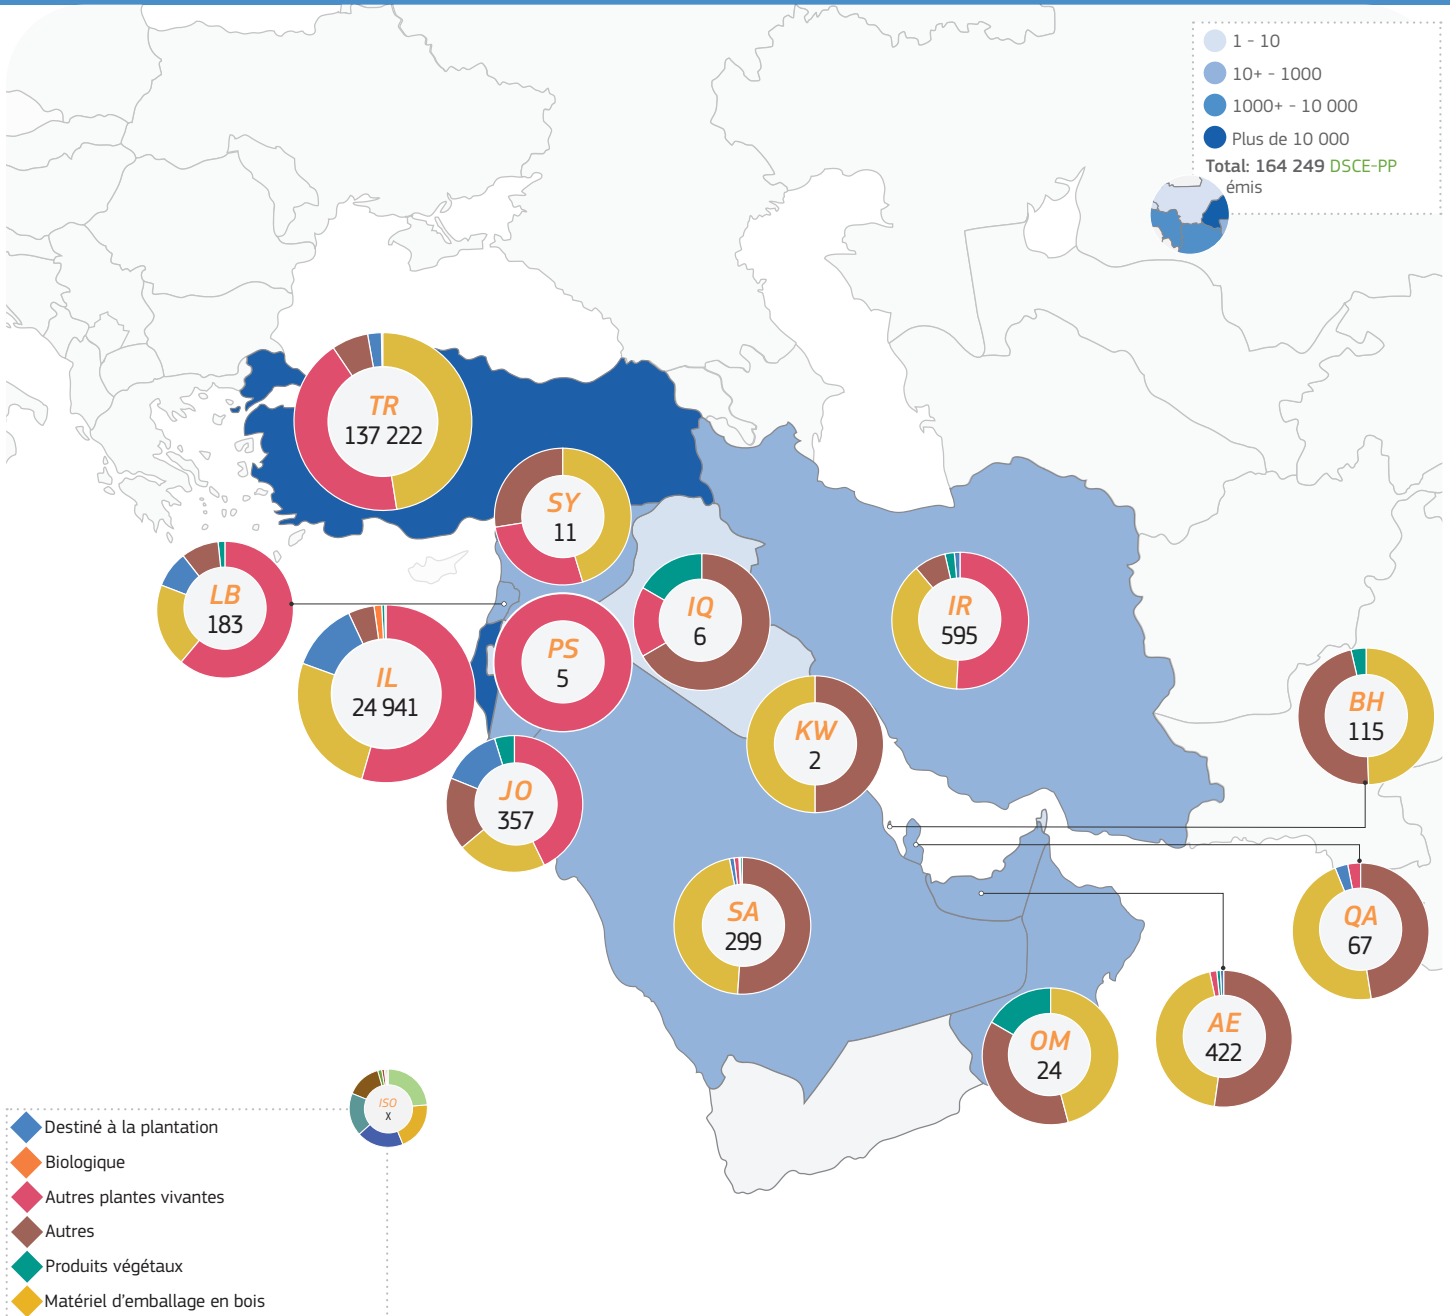 1 - 10
10+ - 1000
1000+ - 10 000
Plus de 10 000
Total: 164 249 DSCE-PP
émis
TR
137 222
SY
11
LB
183
IQ
6
IR
595
PS
5
IL
24 941
KW
2
BH
115
JO
357
SA
299
QA
67
OM
24
AE
422
ISO
X
Destiné à la plantation
Biologique
Autres plantes vivantes
Autres
Produits végétaux
Matériel d'emballage en bois